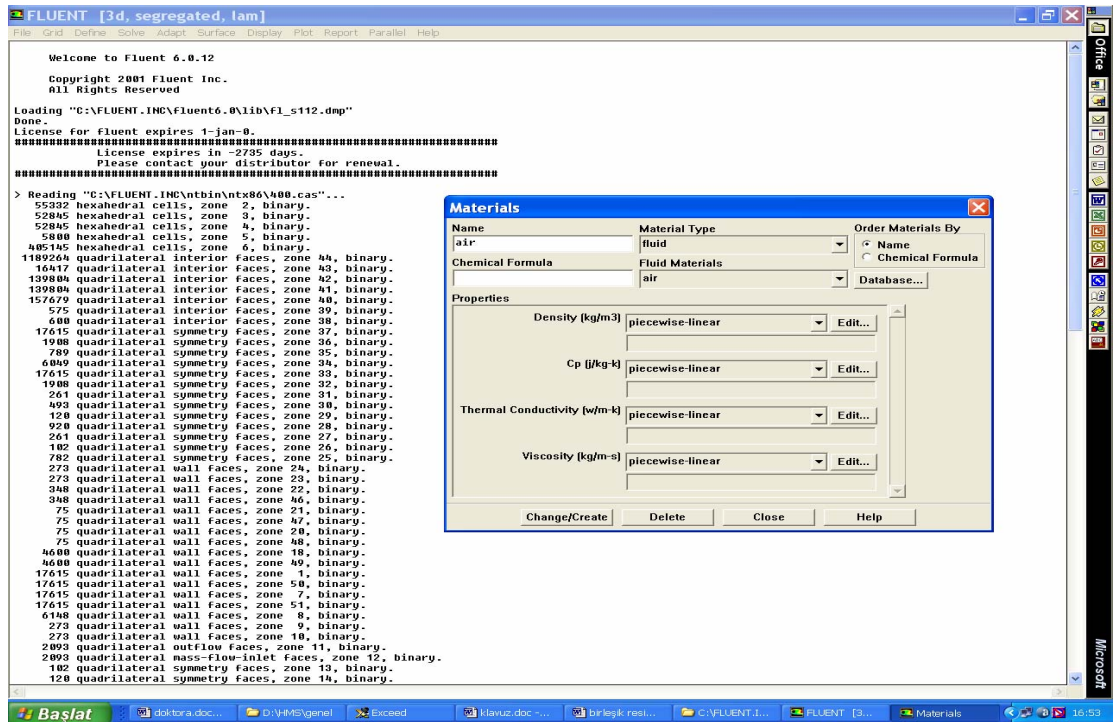 FLUENT [3d, segregated, lam]
File Grid Define Solve Adapt Surface Display Plot Report Parallel Help
Welcome to Fluent 6.0.12
Copyright 2001 Fluent Inc.
All Rights Reserved
Loading "C:\FLUENT.INC\fluent6.0\lib\fl_s112.dmp"
Done.
License for fluent expires 1-jan-0.
################################################################################
License expires in -2735 days.
Please contact your distributor for renewal.
################################################################################
> Reading "C:\FLUENT.INC\ntbin\ntx86\400.cas"...
55332 hexahedral cells, zone 2, binary.
52845 hexahedral cells, zone 3, binary.
52845 hexahedral cells, zone 4, binary.
5800 hexahedral cells, zone 5, binary.
405145 hexahedral cells, zone 6, binary.
1189264 quadrilateral interior faces, zone 44, binary.
16417 quadrilateral interior faces, zone 43, binary.
139804 quadrilateral interior faces, zone 42, binary.
139804 quadrilateral interior faces, zone 41, binary.
157679 quadrilateral interior faces, zone 40, binary.
575 quadrilateral interior faces, zone 39, binary.
600 quadrilateral interior faces, zone 38, binary.
17615 quadrilateral symmetry faces, zone 37, binary.
1908 quadrilateral symmetry faces, zone 36, binary.
789 quadrilateral symmetry faces, zone 35, binary.
6049 quadrilateral symmetry faces, zone 34, binary.
17615 quadrilateral symmetry faces, zone 33, binary.
1908 quadrilateral symmetry faces, zone 32, binary.
261 quadrilateral symmetry faces, zone 31, binary.
493 quadrilateral symmetry faces, zone 30, binary.
120 quadrilateral symmetry faces, zone 29, binary.
920 quadrilateral symmetry faces, zone 28, binary.
261 quadrilateral symmetry faces, zone 27, binary.
102 quadrilateral symmetry faces, zone 26, binary.
782 quadrilateral symmetry faces, zone 25, binary.
273 quadrilateral wall faces, zone 24, binary.
273 quadrilateral wall faces, zone 23, binary.
348 quadrilateral wall faces, zone 22, binary.
348 quadrilateral wall faces, zone 46, binary.
75 quadrilateral wall faces, zone 21, binary.
75 quadrilateral wall faces, zone 47, binary.
75 quadrilateral wall faces, zone 20, binary.
75 quadrilateral wall faces, zone 48, binary.
4600 quadrilateral wall faces, zone 18, binary.
4600 quadrilateral wall faces, zone 49, binary.
17615 quadrilateral wall faces, zone 1, binary.
17615 quadrilateral wall faces, zone 50, binary.
17615 quadrilateral wall faces, zone 7, binary.
17615 quadrilateral wall faces, zone 51, binary.
6148 quadrilateral wall faces, zone 8, binary.
273 quadrilateral wall faces, zone 9, binary.
273 quadrilateral wall faces, zone 10, binary.
2093 quadrilateral outflow faces, zone 11, binary.
2093 quadrilateral mass-flow-inlet faces, zone 12, binary.
102 quadrilateral symmetry faces, zone 13, binary.
120 quadrilateral symmetry faces, zone 14, binary.
Materials
Name Material Type Order Materials By
air fluid Name
Chemical Formula Fluid Materials Chemical Formula
air Database...
Properties
Density (kg/m3) piecewise-linear Edit...
Cp (j/kg-k) piecewise-linear Edit...
Thermal Conductivity (w/m-k) piecewise-linear Edit...
Viscosity (kg/m-s) piecewise-linear Edit...
Change/Create Delete Close Help
Office
Microsoft
Başlat doktora.doc... D:\HMS\genel Exceed klavuz.doc -... birleşik resi... C:\FLUENT.I... FLUENT [3... Materials 16:53